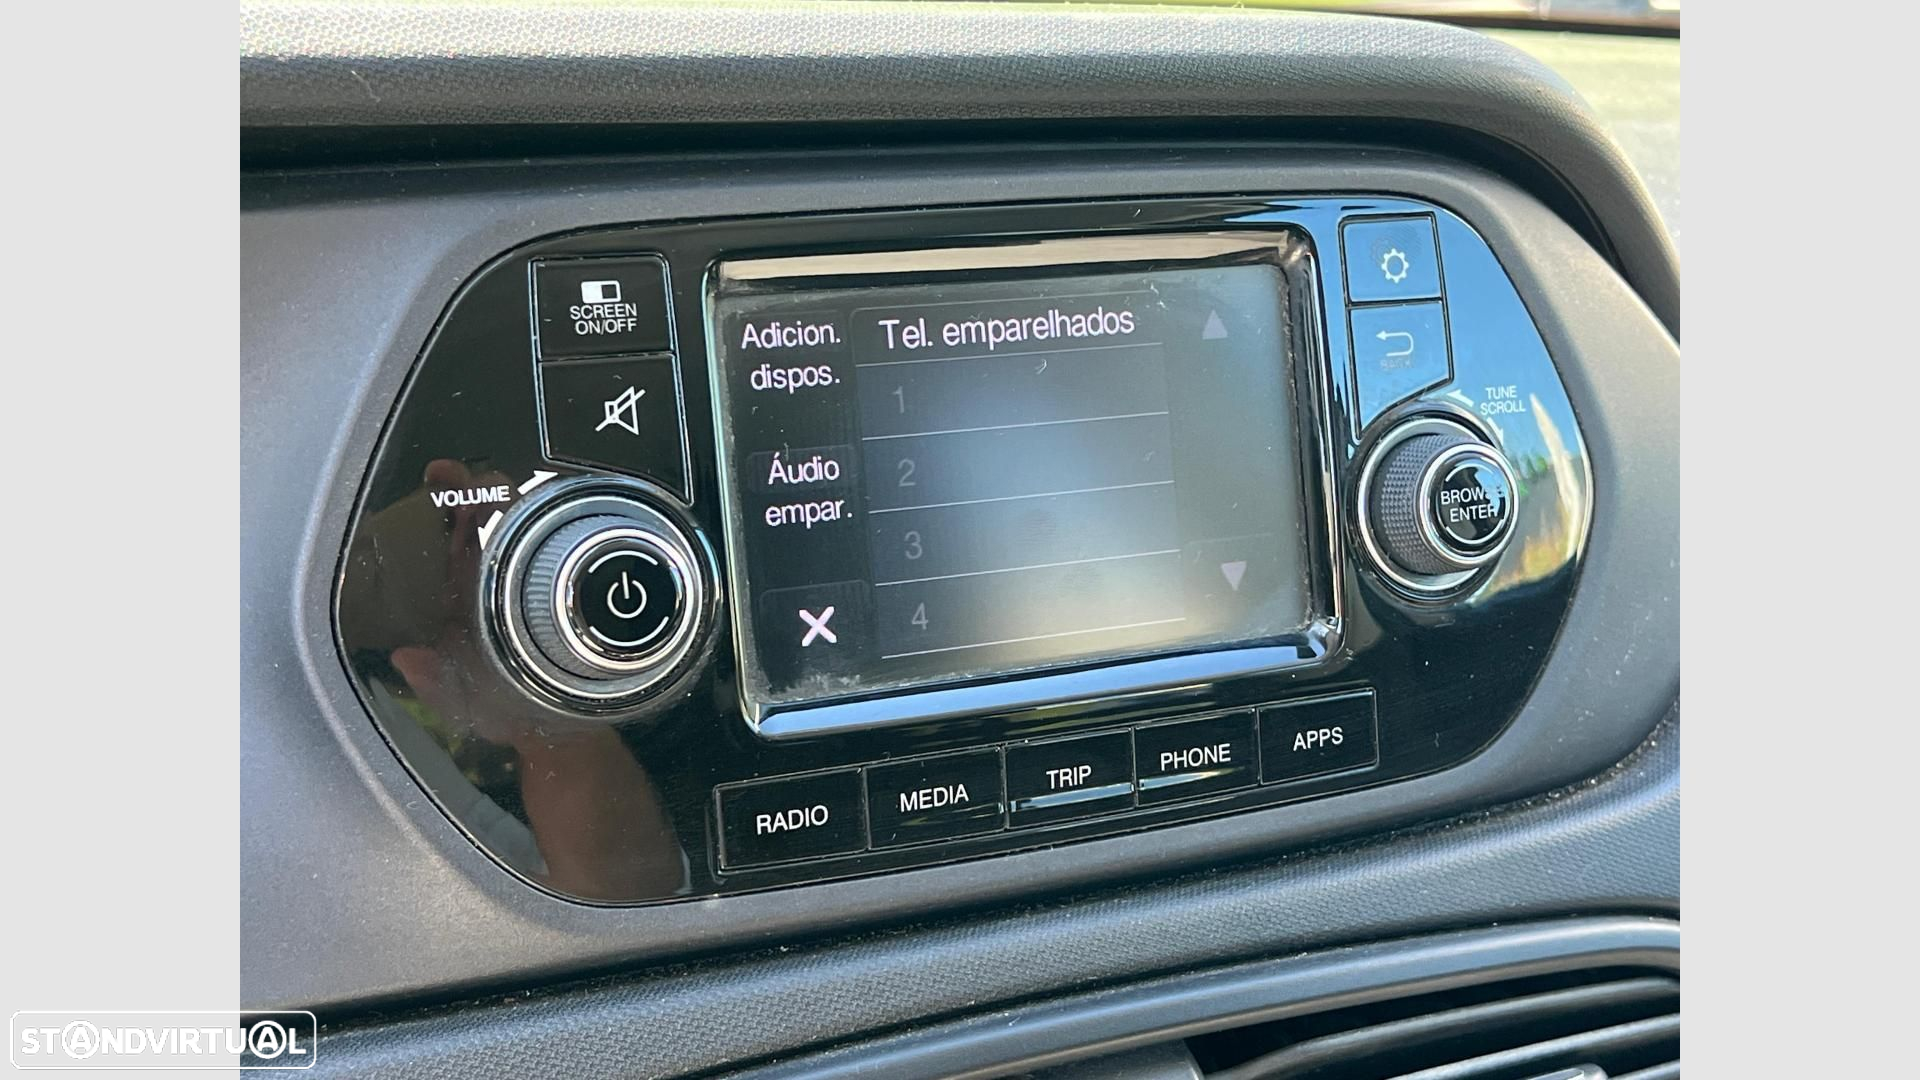 SCREEN
ON/OFF
VOLUME
Adicion.
dispos.
Áudio
empar.
Tel. emparelhados
1
2
3
4
BACK
TUNE
SCROLL
BROWSE
ENTER
RADIO
MEDIA
TRIP
PHONE
APPS
STANDVIRTUAL